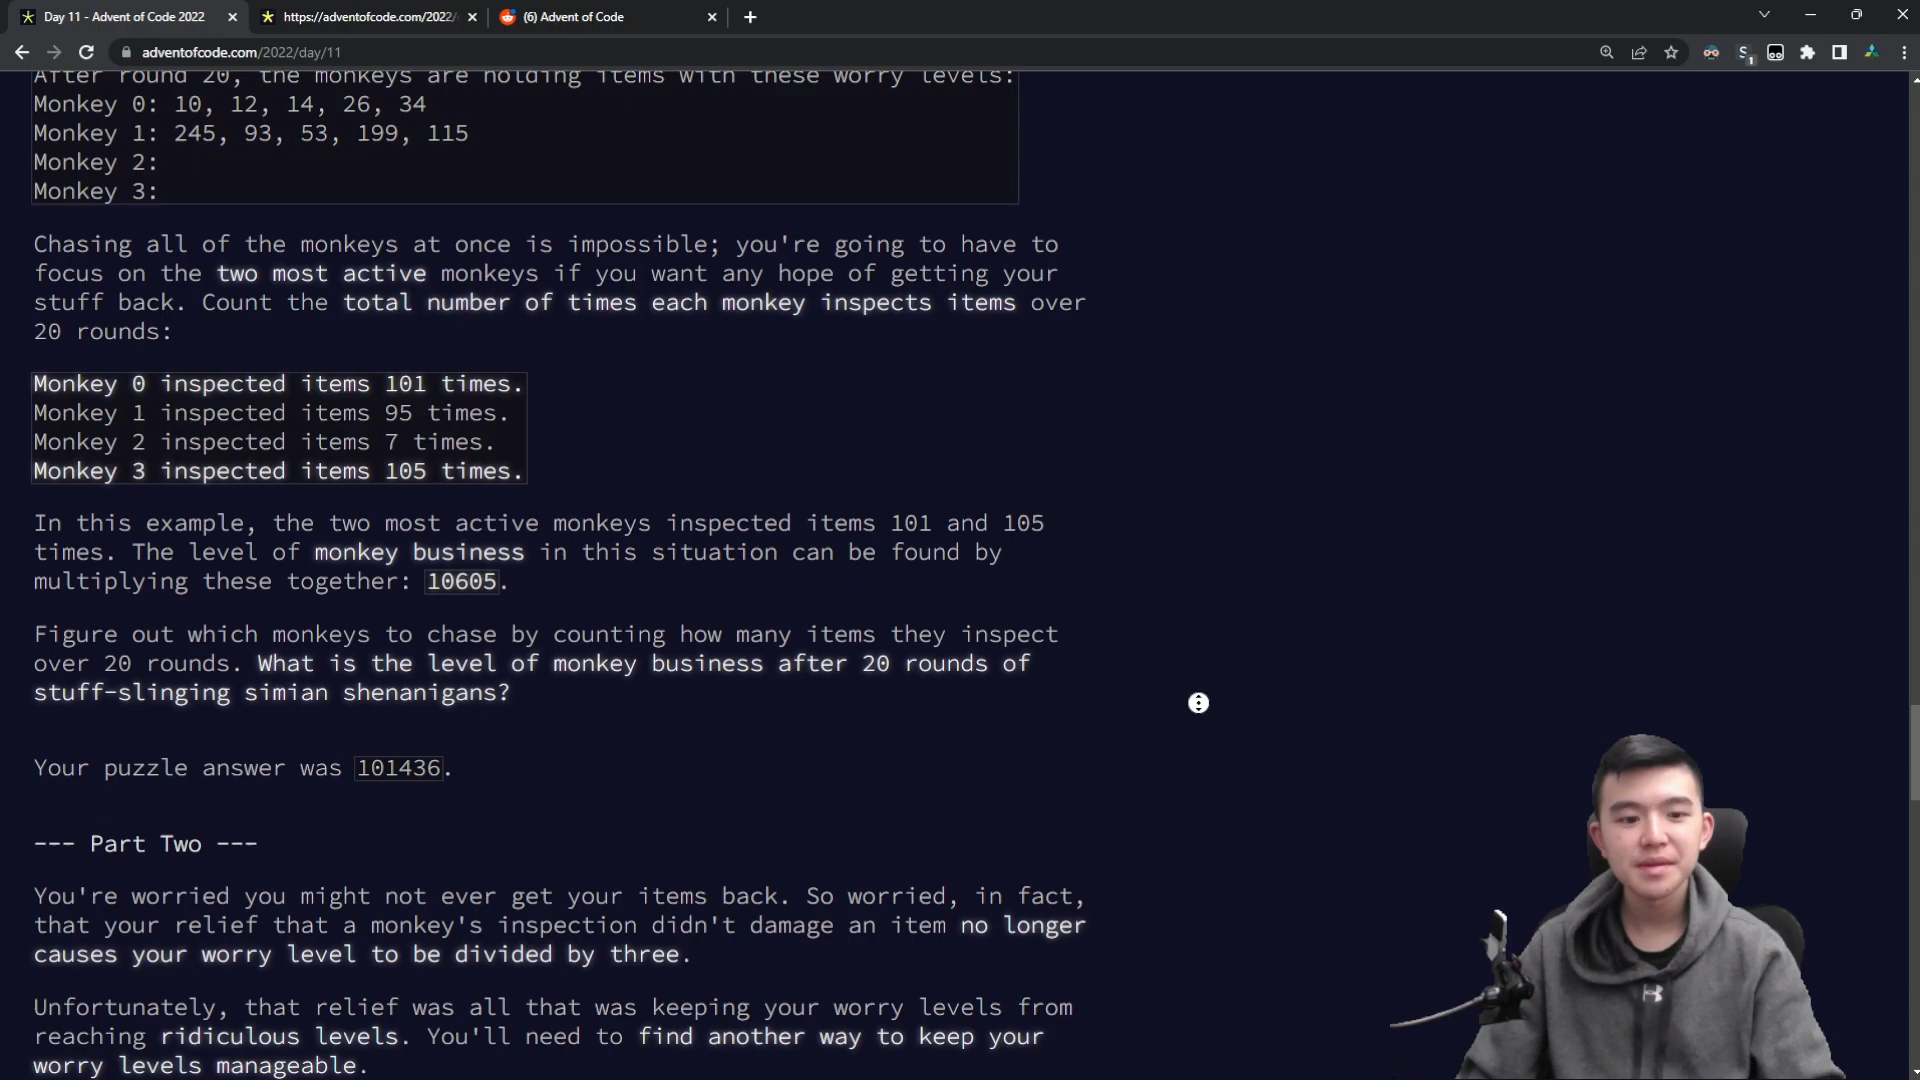 Day 11 - Advent of Code 2022
https://adventofcode.com/2022/
(6) Advent of Code
adventofcode.com/2022/day/11
After round 20, the monkeys are holding items with these worry levels:
Monkey 0: 10, 12, 14, 26, 34
Monkey 1: 245, 93, 53, 199, 115
Monkey 2:
Monkey 3:
Chasing all of the monkeys at once is impossible; you're going to have to
focus on the two most active monkeys if you want any hope of getting your
stuff back. Count the total number of times each monkey inspects items over
20 rounds:
Monkey 0 inspected items 101 times.
Monkey 1 inspected items 95 times.
Monkey 2 inspected items 7 times.
Monkey 3 inspected items 105 times.
In this example, the two most active monkeys inspected items 101 and 105
times. The level of monkey business in this situation can be found by
multiplying these together: 10605.
Figure out which monkeys to chase by counting how many items they inspect
over 20 rounds. What is the level of monkey business after 20 rounds of
stuff-slinging simian shenanigans?
Your puzzle answer was 101436.
--- Part Two ---
You're worried you might not ever get your items back. So worried, in fact,
that your relief that a monkey's inspection didn't damage an item no longer
causes your worry level to be divided by three.
Unfortunately, that relief was all that was keeping your worry levels from
reaching ridiculous levels. You'll need to find another way to keep your
worry levels manageable.